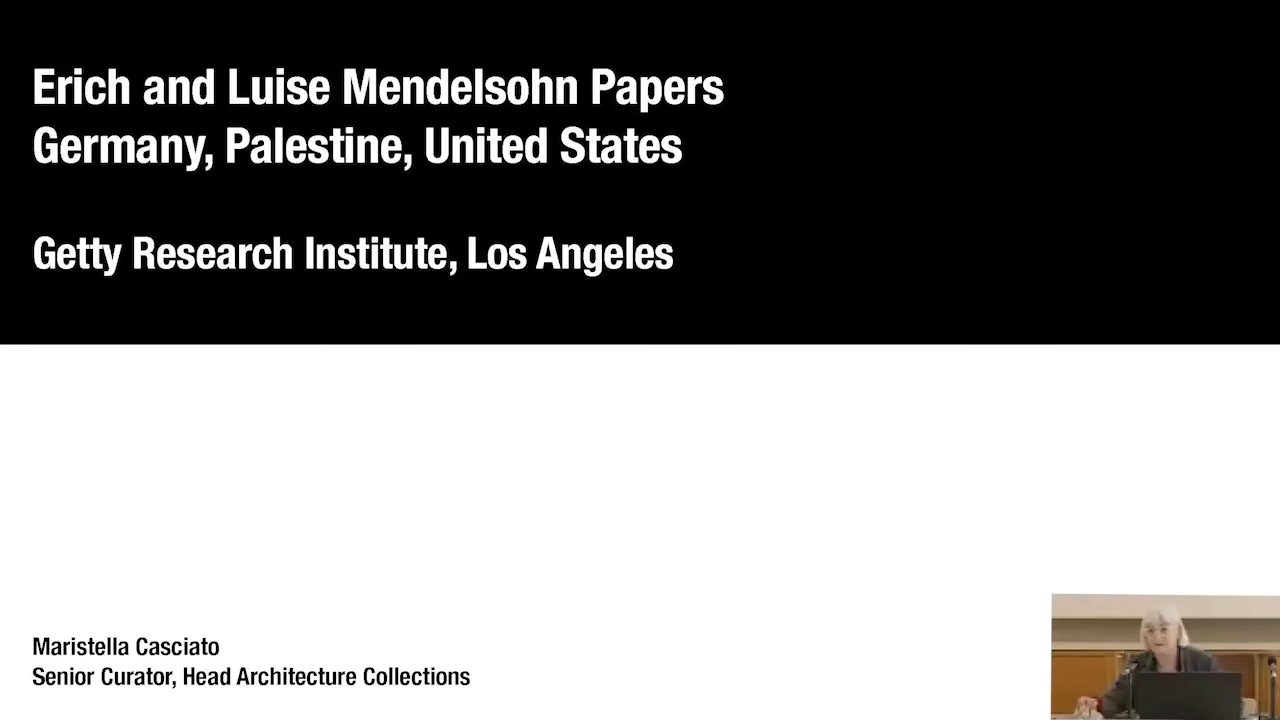 Erich and Luise Mendelsohn Papers
Germany, Palestine, United States
Getty Research Institute, Los Angeles
Maristella Casciato
Senior Curator, Head Architecture Collections